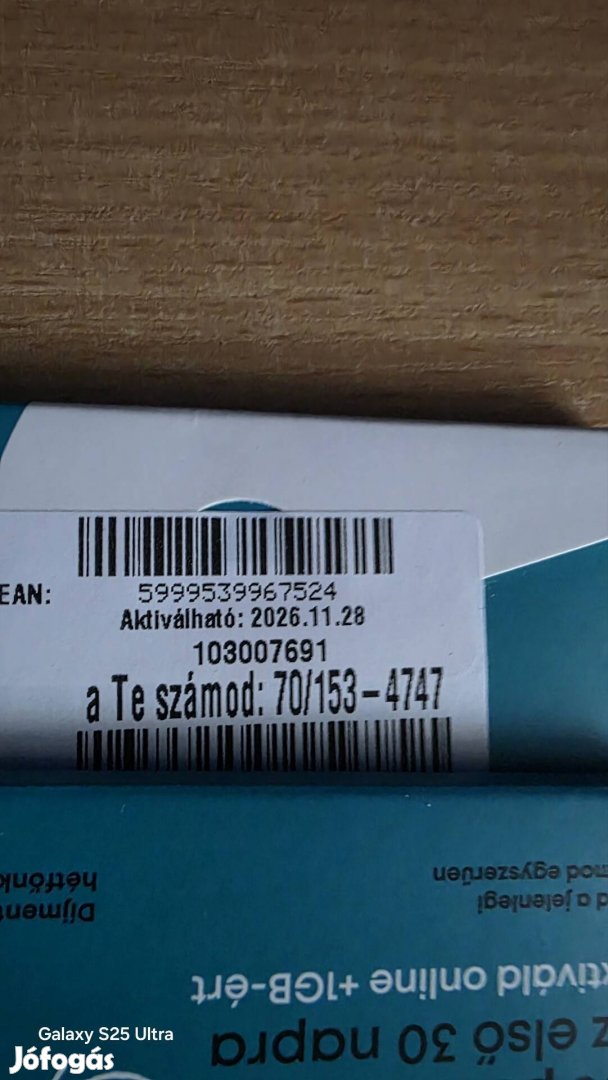 EAN:
5999539967524
Aktiválható: 2026.11.28
103007691
a Te számod: 70/153-4747
mod egyszerűen
d a jelenlegi
hétfőnk
Díjment
ktiváld online +1GB-ért
z első 30 napra
Galaxy S25 Ultra
Jófogás